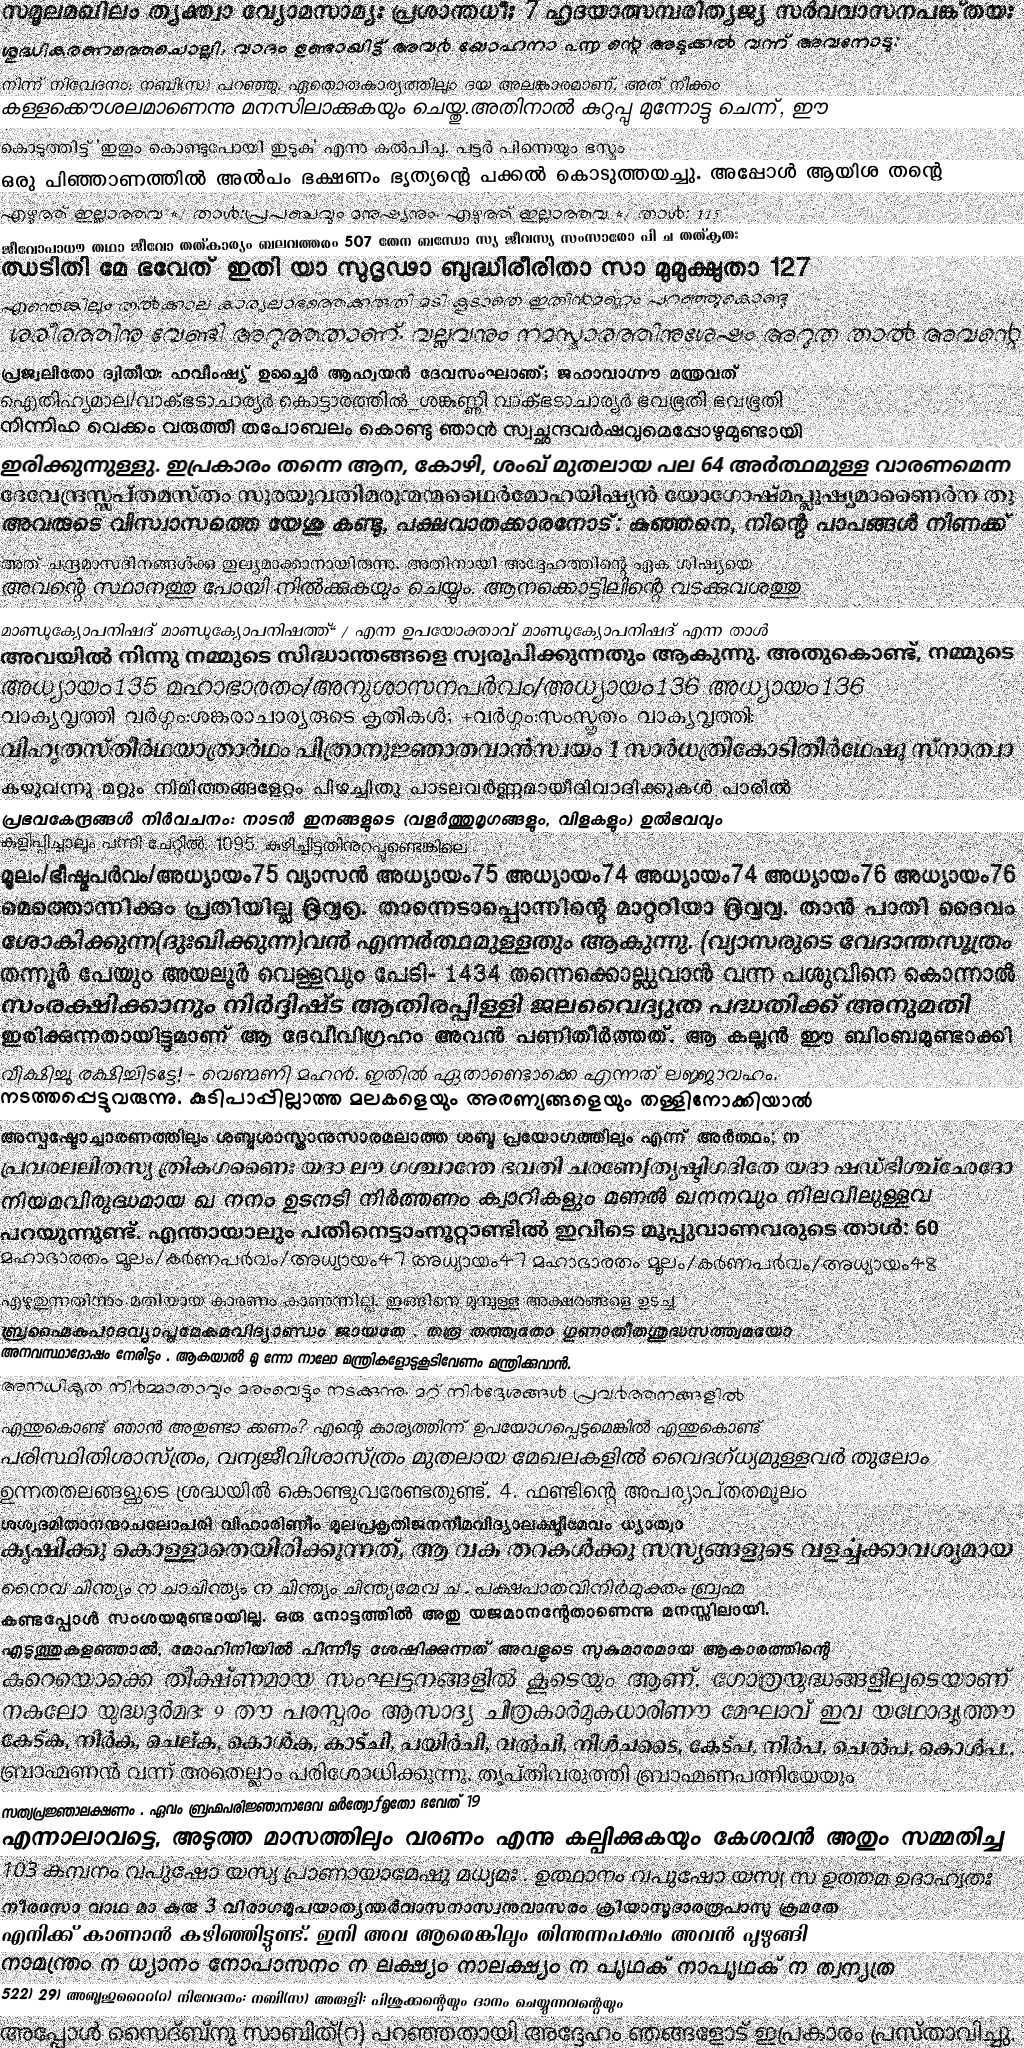 സമൂലമഖിലം ത്യക്ത്വാ വ്യോമസാമ്യഃ പ്രശാന്തധീഃ 7 ഹൃദയാത്സമ്പരിത്യജ്യ സർവവാസനപങ്ക്തയഃ
ശുദ്ധീകരണത്തെചൊല്ലി, വാദം ഉണ്ടായിട്ട് അവർ യോഹന്നാ ന്റെ അടുക്കൽ വന്ന് അവനോടു:
നിന്ന് നിവേദനം: നബി(സ) പറഞ്ഞു. ഏതൊരുകാര്യത്തിലും ദയ അലങ്കാരമാണ്. അത് നീക്കം
കള്ളക്കൌശലമാണെന്നു മനസിലാക്കുകയും ചെയ്തു.അതിനാൽ കുറുപ്പു മുന്നോട്ടു ചെന്ന്, ഈ
കൊടുത്തിട്ട് 'ഇതും കൊണ്ടുപോയി ഇടുക' എന്നു കൽപിച്ചു. പട്ടർ പിന്നെയും ഭസ്മം
ഒരു പിഞ്ഞാണത്തിൽ അൽപം ഭക്ഷണം ഭൃത്യന്റെ പക്കൽ കൊടുത്തയച്ചു. അപ്പോൾ ആയിശ തന്റെ
എഴുത്ത് ഇല്ലാത്തവ */ താൾ:പ്രപഞ്ചവും മനുഷ്യനും എഴുത്ത് ഇല്ലാത്തവ */ താൾ: 115
ജീവോപാധൗ തഥാ ജീവോ തത്കാര്യം ബലവത്തരം 507 തേന ബന്ധോ സ്യ ജീവസ്യ സംസാരോ പി ച തത്കൃതഃ
ഝടിതി മേ ഭവേത് ഇതി യാ സുദൃഢാ ബുദ്ധിരീരിതാ സാ മുമുക്ഷുതാ 127
എന്തെങ്കിലും തൽക്കാല കാര്യലാഭത്തെക്കരുതി മടി കൂടാതെ ഇതിൻവണ്ണം പറഞ്ഞുകൊണ്ടു
ശരീരത്തിനു വേണ്ടി അറുത്തതാണ്. വല്ലവനും നമസ്കാരത്തിനുശേഷം അറുത താൽ അവന്റെ
പ്രജ്വലിതോ ദ്വിതീയഃ ഹവീംഷ്യ് ഉച്ചൈർ ആഹ്വയൻ ദേവസംഘാഞ്; ജഹാവാഗ്നൗ മന്ത്രവത്
ഐതിഹ്യമാല/വാക്ഭടാചാര്യർ കൊട്ടാരത്തിൽ_ശങ്കുണ്ണി വാക്ഭടാചാര്യർ ഭവഭൂതി ഭവഭൂതി
നിന്നിഹ വെക്കം വരുത്തീ തപോബലം കൊണ്ടു ഞാൻ സ്വച്ഛന്ദവർഷവുമെപ്പോഴുമുണ്ടായി
ഇരിക്കുന്നുള്ളു. ഇപ്രകാരം തന്നെ ആന, കോഴി, ശംഖ് മുതലായ പല 64 അർത്ഥമുള്ള വാരണമെന്ന
ദേവേന്ദ്രസ്സപ്തമസ്തം സുരയുവതിമരുന്മന്മഥൈർമോഹയിഷ്യൻ യോഗോഷ്മപ്ലുഷ്യമാണൈർന തു
അവരുടെ വിസ്വാസത്തെ യേശു കണ്ടൂ, പക്ഷവാതക്കാരനോട്: കുഞ്ഞനെ, നിന്റെ പാപങ്ങൾ നിണക്ക്
അത് ചന്ദ്രമാസദിനങ്ങൾക്കു തുല്യമാക്കാനായിരുന്നു. അതിനായി അദ്ദേഹത്തിന്റെ ഏക ശിഷ്യയെ
അവന്റെ സ്ഥാനത്തു പോയി നിൽക്കുകയും ചെയ്യും. ആനക്കൊട്ടിലിന്റെ വടക്കുവശത്തു
മാണ്ഡൂക്യോപനിഷദ് മാണ്ഡൂക്യോപനിഷത്ത്‌" / എന്ന ഉപയോക്താവ് മാണ്ഡൂക്യോപനിഷദ് എന്ന താൾ
അവയിൽ നിന്നു നമ്മുടെ സിദ്ധാന്തങ്ങളെ സ്വരൂപിക്കുന്നതും ആകുന്നു. അതുകൊണ്ട്, നമ്മുടെ
അധ്യായം135 മഹാഭാരതം/അനുശാസനപർവം/അധ്യായം136 അധ്യായം136
വാക്യവൃത്തി വർഗ്ഗം:ശങ്കരാചാര്യരുടെ കൃതികൾ; +വർഗ്ഗം:സംസ്കൃതം വാക്യവൃത്തിഃ
വിഹൃതസ്തീർഥയാത്രാർഥം പിത്രാനുജ്ഞാതവാൻസ്വയം 1 സാർധത്രികോടിതീർഥേഷു സ്നാത്വാ
കഴുവന്നു മറ്റും നിമിത്തങ്ങളേറ്റം പിഴച്ചിതു പാടലവർണ്ണമായീദിവാദിക്കുകൾ പാരിൽ
പ്രഭവകേന്ദ്രങ്ങൾ നിർവചനം: നാടൻ ഇനങ്ങളുടെ (വളർത്തുമൃഗങ്ങളും, വിളകളും) ഉൽഭവവും
കുളിപ്പിച്ചാലും പന്നി ചേറ്റിൽ. 1095. കുഴിച്ചിട്ടതിനുറപ്പുണ്ടെങ്കിലെ
മൂലം/ഭീഷ്മപർവം/അധ്യായം75 വ്യാസൻ അധ്യായം75 അധ്യായം74 അധ്യായം74 അധ്യായം76 അധ്യായം76
മെത്തൊന്നിക്കും പ്രതിയില്ല. താന്നെടാപ്പൊന്നിന്റെ മാറ്ററിയാ താൻ പാതി ദൈവം
ശോകിക്കുന്ന(ദുഃഖിക്കുന്ന)വൻ എന്നർത്ഥമുള്ളതും ആകുന്നു. (വ്യാസരുടെ വേദാന്തസൂത്രം
തന്നൂർ പേയും അയലൂർ വെള്ളവും പേടി- 1434 തന്നെക്കൊല്ലുവാൻ വന്ന പശുവിനെ കൊന്നാൽ
സംരക്ഷിക്കാനും നിർദ്ദിഷ്ട ആതിരപ്പിള്ളി ജലവൈദ്യുത പദ്ധതിക്ക് അനുമതി
ഇരിക്കുന്നതായിട്ടുമാണ് ആ ദേവീവിഗ്രഹം അവൻ പണിതീർത്തത്. ആ കല്ലൻ ഈ ബിംബമുണ്ടാക്കി
വീക്ഷിച്ചു രക്ഷിച്ചിടട്ടേ! - വെണ്മണി മഹൻ. ഇതിൽ ഏതാണ്ടൊക്കെ എന്നത് ലജ്ജാവഹം,
നടത്തപ്പെട്ടുവരുന്നു. കുടിപാപ്പില്ലാത്ത മലകളെയും അരണ്യങ്ങളെയും തള്ളിനോക്കിയാൽ
അസ്പഷ്ടോച്ചാരണത്തിലും ശബ്ദശാസ്ത്രാനുസാരമലാത്ത ശബ്ദ പ്രയോഗത്തിലും എന്ന് അർത്ഥം; ന
പ്രവരലലിതസ്യ ത്രികഗണൈഃ യദാ ലൗ ഗശ്ചാന്തേ ഭവതി ചരണേ/ത്യഷ്ടിഗദിതേ യദാ ഷഡ്ഭിശ്ച്ഛേദോ
നിയമവിരുദ്ധമായ ഖ നനം ഉടനടി നിർത്തണം ക്വാറികളും മണൽ ഖനനവും നിലവിലുള്ളവ
പറയുന്നുണ്ട്. എന്തായാലും പതിനെട്ടാംനൂറ്റാണ്ടിൽ ഇവിടെ മൂപ്പുവാണവരുടെ താൾ: 60
മഹാഭാരതം മൂലം/കർണപർവം/അധ്യായം47 അധ്യായം47 മഹാഭാരതം മൂലം/കർണപർവം/അധ്യായം48
എഴുതുന്നതിന്നും മതിയായ കാരണം കാണുന്നില്ല. ഇങ്ങിനെ മുമ്പുള്ള അക്ഷരങ്ങളെ ഉടച്ചു
ബ്രഹ്മൈകപാദവ്യാപ്തമേകമവിദ്യാണ്ഡം ജായതേ . തത്ര തത്ത്വതോ ഗുണാതീതശുദ്ധസത്ത്വമയോ
അനവസ്ഥാദോഷം നേരിടും . ആകയാൽ മൂ ന്നോ നാലോ മന്ത്രികളോടുകൂടിവേണം മന്ത്രിക്കുവാൻ.
അനധികൃത നിർമ്മാതാവും മരംവെട്ടും നടക്കുന്നു. മറ്റ് നിർദ്ദേശങ്ങൾ പ്രവർത്തനങ്ങളിൽ
എന്തുകൊണ്ട് ഞാൻ അതുണ്ടാ ക്കണം? എന്റെ കാര്യത്തിന്ന് ഉപയോഗപ്പെടുമെങ്കിൽ എന്തുകൊണ്ട്
പരിസ്ഥിതിശാസ്ത്രം, വന്യജീവിശാസ്ത്രം മുതലായ മേഖലകളിൽ വൈദഗ്ധ്യമുള്ളവർ തുലോം
ഉന്നതതലങ്ങളുടെ ശ്രദ്ധയിൽ കൊണ്ടുവരേണ്ടതുണ്ട്. 4. ഫണ്ടിന്റെ അപര്യാപ്തതമൂലം
ശശ്വദമിതാനന്ദാചലോപരി വിഹാരിണീം മൂലപ്രകൃതിജനനീമവിദ്യാലക്ഷ്മീമേവം ധ്യാത്വാ
കൃഷിക്കു കൊള്ളാതെയിരിക്കുന്നത്, ആ വക തറകൾക്കു സസ്യങ്ങളുടെ വളച്ചക്കാവശ്യമായ
നൈവ ചിന്ത്യം ന ചാചിന്ത്യം ന ചിന്ത്യം ചിന്ത്യമേവ ച . പക്ഷപാതവിനിർമുക്തം ബ്രഹ്മ
കണ്ടപ്പോൾ സംശയമുണ്ടായില്ല. ഒരു നോട്ടത്തിൽ അതു യജമാനന്റേതാണെന്നു മനസ്സിലായി.
എടുത്തുകളഞ്ഞാൽ, മോഹിനിയിൽ പിന്നീടു ശേഷിക്കുന്നത് അവളുടെ സുകുമാരമായ ആകാരത്തിന്റെ
കുറെയൊക്കെ തീക്ഷ്ണമായ സംഘട്ടനങ്ങളിൽ കൂടെയും ആണ്. ഗോത്രയുദ്ധങ്ങളിലൂടെയാണ്
നകുലോ യുദ്ധദുർമദഃ 9 തൗ പരസ്പരം ആസാദ്യ ചിത്രകാർമുകധാരിണൗ മേഘാവ് ഇവ യഥോദ്വൃത്തൗ
കേട്ക, നിർക, ചെല്ക, കൊൾക, കാട്ചി, പയിർചി, വൽചി, നീൾചടൈ, കേട്പ, നിർപ, ചെൽപ, കൊൾപ..
ബ്രാഹ്മണൻ വന്ന് അതെല്ലാം പരിശോധിക്കുന്നു, തൃപ്തിവരുത്തി ബ്രാഹ്മണപത്നിയേയും
സത്വപ്രജ്ഞാലക്ഷണം . ഏവം ബ്രഹ്മപരിജ്ഞാനാദേവ മർത്യോƒമൃതോ ഭവേത് 19
എന്നാലാവട്ടെ, അടുത്ത മാസത്തിലും വരണം എന്നു കല്പിക്കുകയും കേശവൻ അതും സമ്മതിച്ച
103 കമ്പനം വപുഷോ യസ്യ പ്രാണായാമേഷു മധ്യമഃ . ഉത്ഥാനം വപുഷോ യസ്യ സ ഉത്തമ ഉദാഹൃതഃ
നീരസോ വാഥ മാ കുരു 3 വിരാഗമുപയാത്യന്തർവാസനാസ്വനുവാസരം ക്രിയാസൂദാരരൂപാസു ക്രമതേ
എനിക്ക് കാണാൻ കഴിഞ്ഞിട്ടുണ്ട്. ഇനി അവ ആരെങ്കിലും തിന്നുന്നപക്ഷം അവൻ പുഴുങ്ങി
നാമന്ത്രം ന ധ്യാനം നോപാസനം ന ലക്ഷ്യം നാലക്ഷ്യം ന പൃഥക് നാപൃഥക് ന ത്വന്യത്ര
522) 29) അബൂഹുറൈറ(റ) നിവേദനം: നബി(സ) അരുളി: പിശുക്കന്റെയും ദാനം ചെയ്യുന്നവന്റെയും
അപ്പോൾ സൈദ്ബ്നു സാബിത്(റ) പറഞ്ഞതായി അദ്ദേഹം ഞങ്ങളോട് ഇപ്രകാരം പ്രസ്താവിച്ചു.